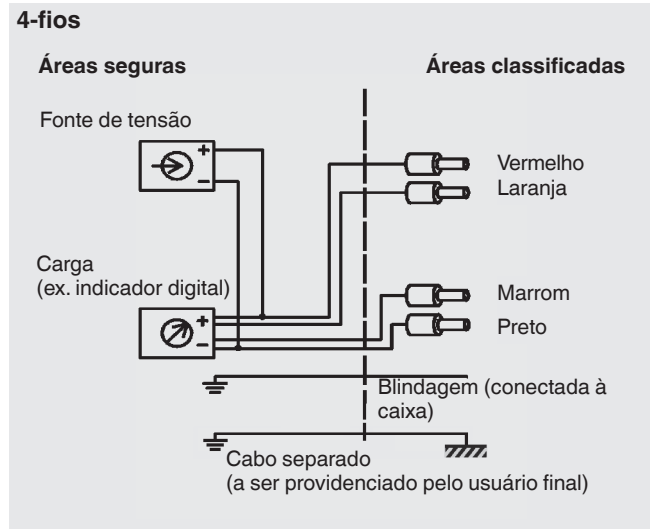 4-fios
Áreas seguras
Áreas classificadas
Fonte de tensão
+
−
Vermelho
Laranja
Carga
(ex. indicador digital)
+
−
Marrom
Preto
Blindagem (conectada à
caixa)
Cabo separado
(a ser providenciado pelo usuário final)